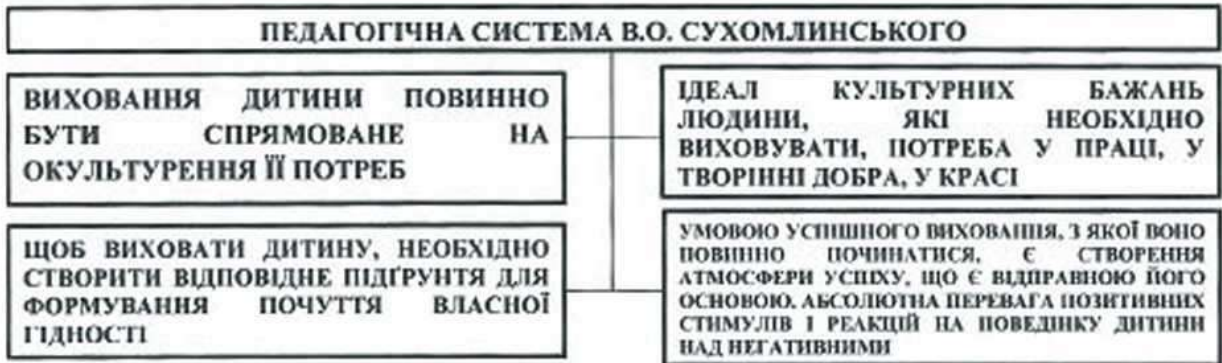 ПЕДАГОГІЧНА СИСТЕМА В.О. СУХОМЛИНСЬКОГО
ВИХОВАННЯ ДИТИНИ ПОВИННО
БУТИ СПРЯМОВАНЕ НА
ОКУЛЬТУРЕННЯ ЇЇ ПОТРЕБ
ІДЕАЛ КУЛЬТУРНИХ БАЖАНЬ
ЛЮДИНИ, ЯКІ НЕОБХІДНО
ВИХОВУВАТИ, ПОТРЕБА У ПРАЦІ, У
ТВОРІННІ ДОБРА, У КРАСІ
ЩОБ ВИХОВАТИ ДИТИНУ, НЕОБХІДНО
СТВОРИТИ ВІДПОВІДНЕ ПІДҐРУНТЯ ДЛЯ
ФОРМУВАННЯ ПОЧУТТЯ ВЛАСНОЇ
ГІДНОСТІ
УМОВОЮ УСПІШНОГО ВИХОВАННЯ, З ЯКОЇ ВОНО
ПОВИННО ПОЧИНАТИСЯ, Є СТВОРЕННЯ
АТМОСФЕРИ УСПІХУ, ЩО Є ВІДПРАВНОЮ ЙОГО
ОСНОВОЮ. АБСОЛЮТНА ПЕРЕВАГА ПОЗИТИВНИХ
СТИМУЛІВ І РЕАКЦІЙ НА ПОВЕДІНКУ ДИТИНИ
НАД НЕГАТИВНИМИ